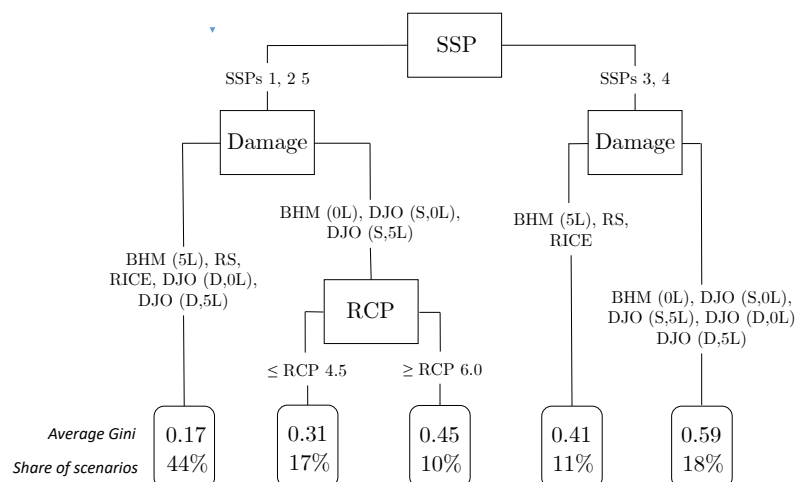 SSP
SSPs 1, 2 5
SSPs 3, 4
Damage
Damage
BHM (0L), DJO (S,0L),
DJO (S,5L)
BHM (5L), RS,
RICE
BHM (5L), RS,
RICE, DJO (D,0L),
DJO (D,5L)
RCP
BHM (0L), DJO (S,0L),
DJO (S,5L), DJO (D,0L)
DJO (D,5L)
≤ RCP 4.5
≥ RCP 6.0
Average Gini 0.17 0.31 0.45 0.41 0.59
Share of scenarios 44% 17% 10% 11% 18%